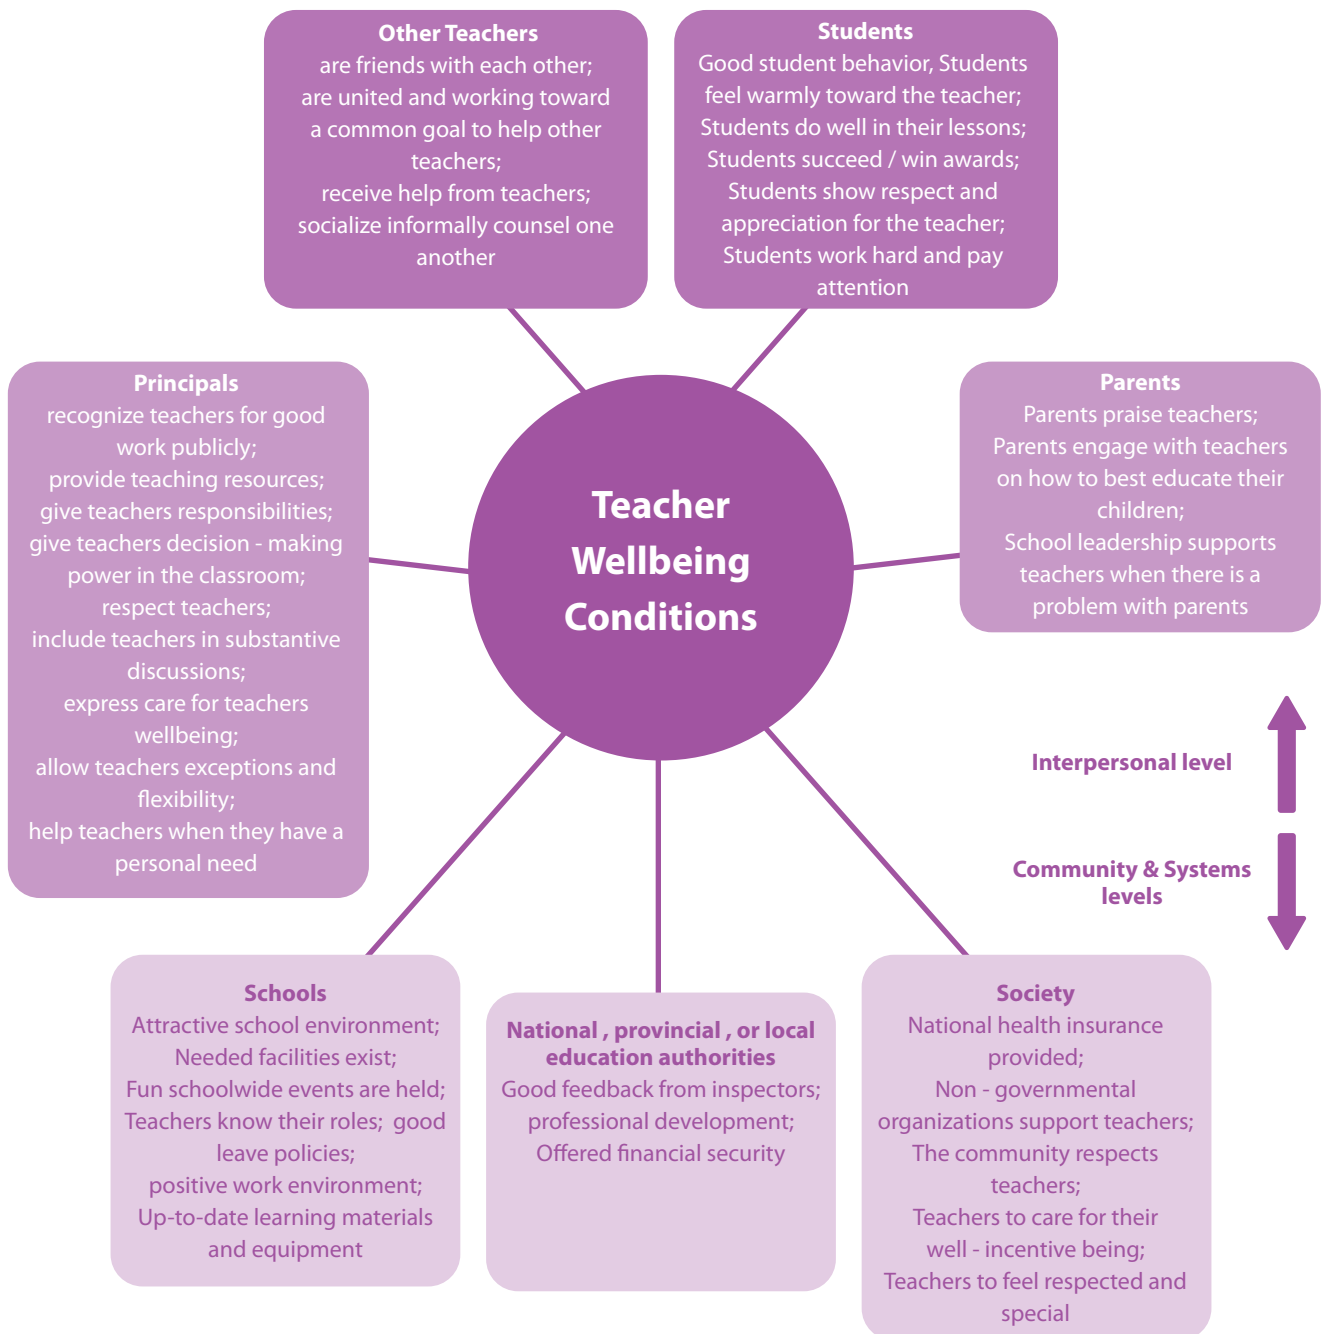 Other Teachers
are friends with each other;
are united and working toward
a common goal to help other
teachers;
receive help from teachers;
socialize informally counsel one
another
Students
Good student behavior, Students
feel warmly toward the teacher;
Students do well in their lessons;
Students succeed / win awards;
Students show respect and
appreciation for the teacher;
Students work hard and pay
attention
Principals
recognize teachers for good
work publicly;
provide teaching resources;
give teachers responsibilities;
give teachers decision - making
power in the classroom;
respect teachers;
include teachers in substantive
discussions;
express care for teachers
wellbeing;
allow teachers exceptions and
flexibility;
help teachers when they have a
personal need
Teacher
Wellbeing
Conditions
Parents
Parents praise teachers;
Parents engage with teachers
on how to best educate their
children;
School leadership supports
teachers when there is a
problem with parents
Interpersonal level
Community & Systems
levels
Schools
Attractive school environment;
Needed facilities exist;
Fun schoolwide events are held;
Teachers know their roles; good
leave policies;
positive work environment;
Up-to-date learning materials
and equipment
National , provincial , or local
education authorities
Good feedback from inspectors;
professional development;
Offered financial security
Society
National health insurance
provided;
Non - governmental
organizations support teachers;
The community respects
teachers;
Teachers to care for their
well - incentive being;
Teachers to feel respected and
special